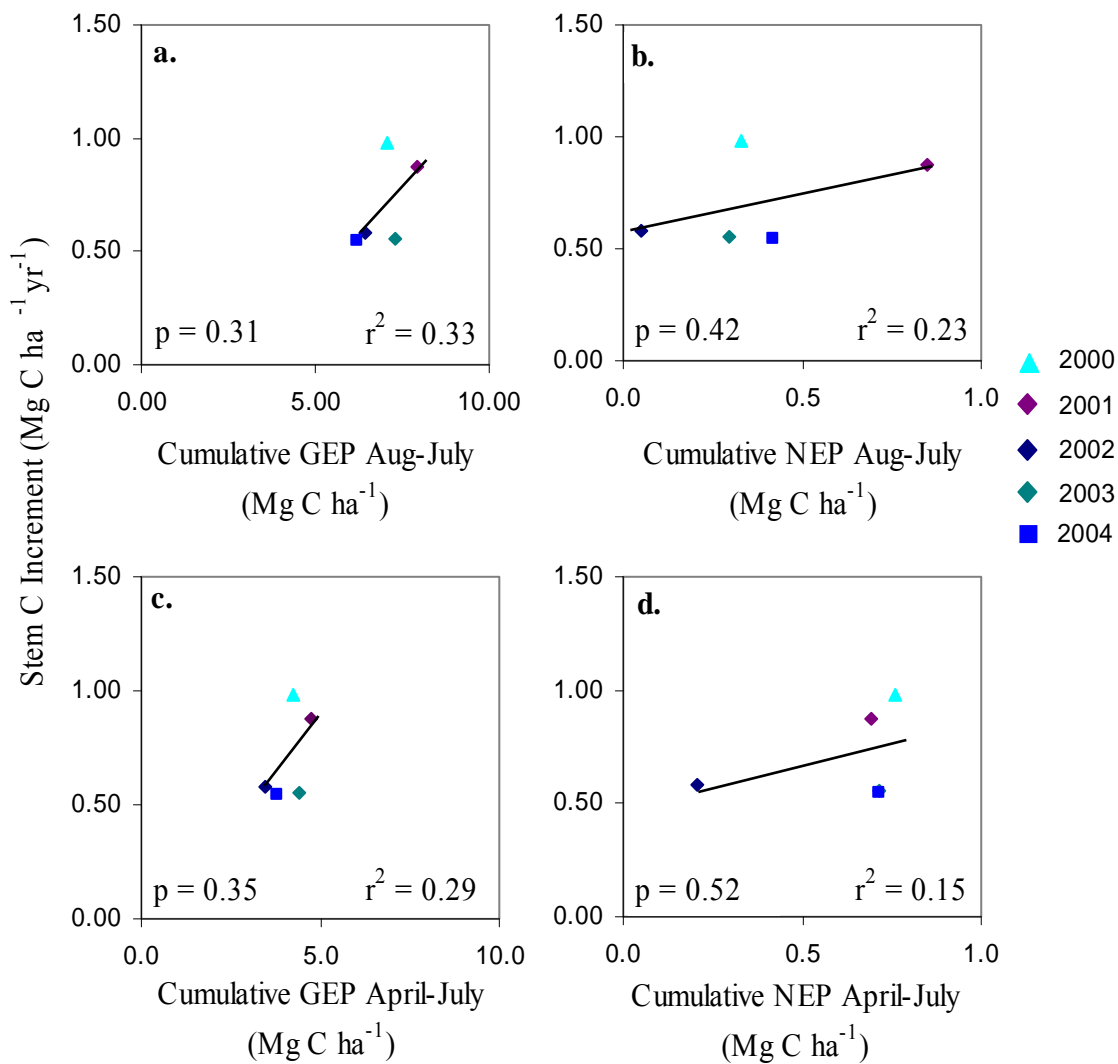 Stem C Increment (Mg C ha -1 yr-1)
a.
1.50
1.00
0.50
0.00
p = 0.31
r2 = 0.33
0.00
5.00
10.00
Cumulative GEP Aug-July
(Mg C ha-1)
b.
1.50
1.00
0.50
0.00
p = 0.42
r2 = 0.23
0.0
0.5
1.0
Cumulative NEP Aug-July
(Mg C ha-1)
2000
2001
2002
2003
2004
c.
1.50
1.00
0.50
0.00
p = 0.35
r2 = 0.29
0.0
5.0
10.0
Cumulative GEP April-July
(Mg C ha-1)
d.
1.50
1.00
0.50
0.00
p = 0.52
r2 = 0.15
0.0
0.5
1.0
Cumulative NEP April-July
(Mg C ha-1)